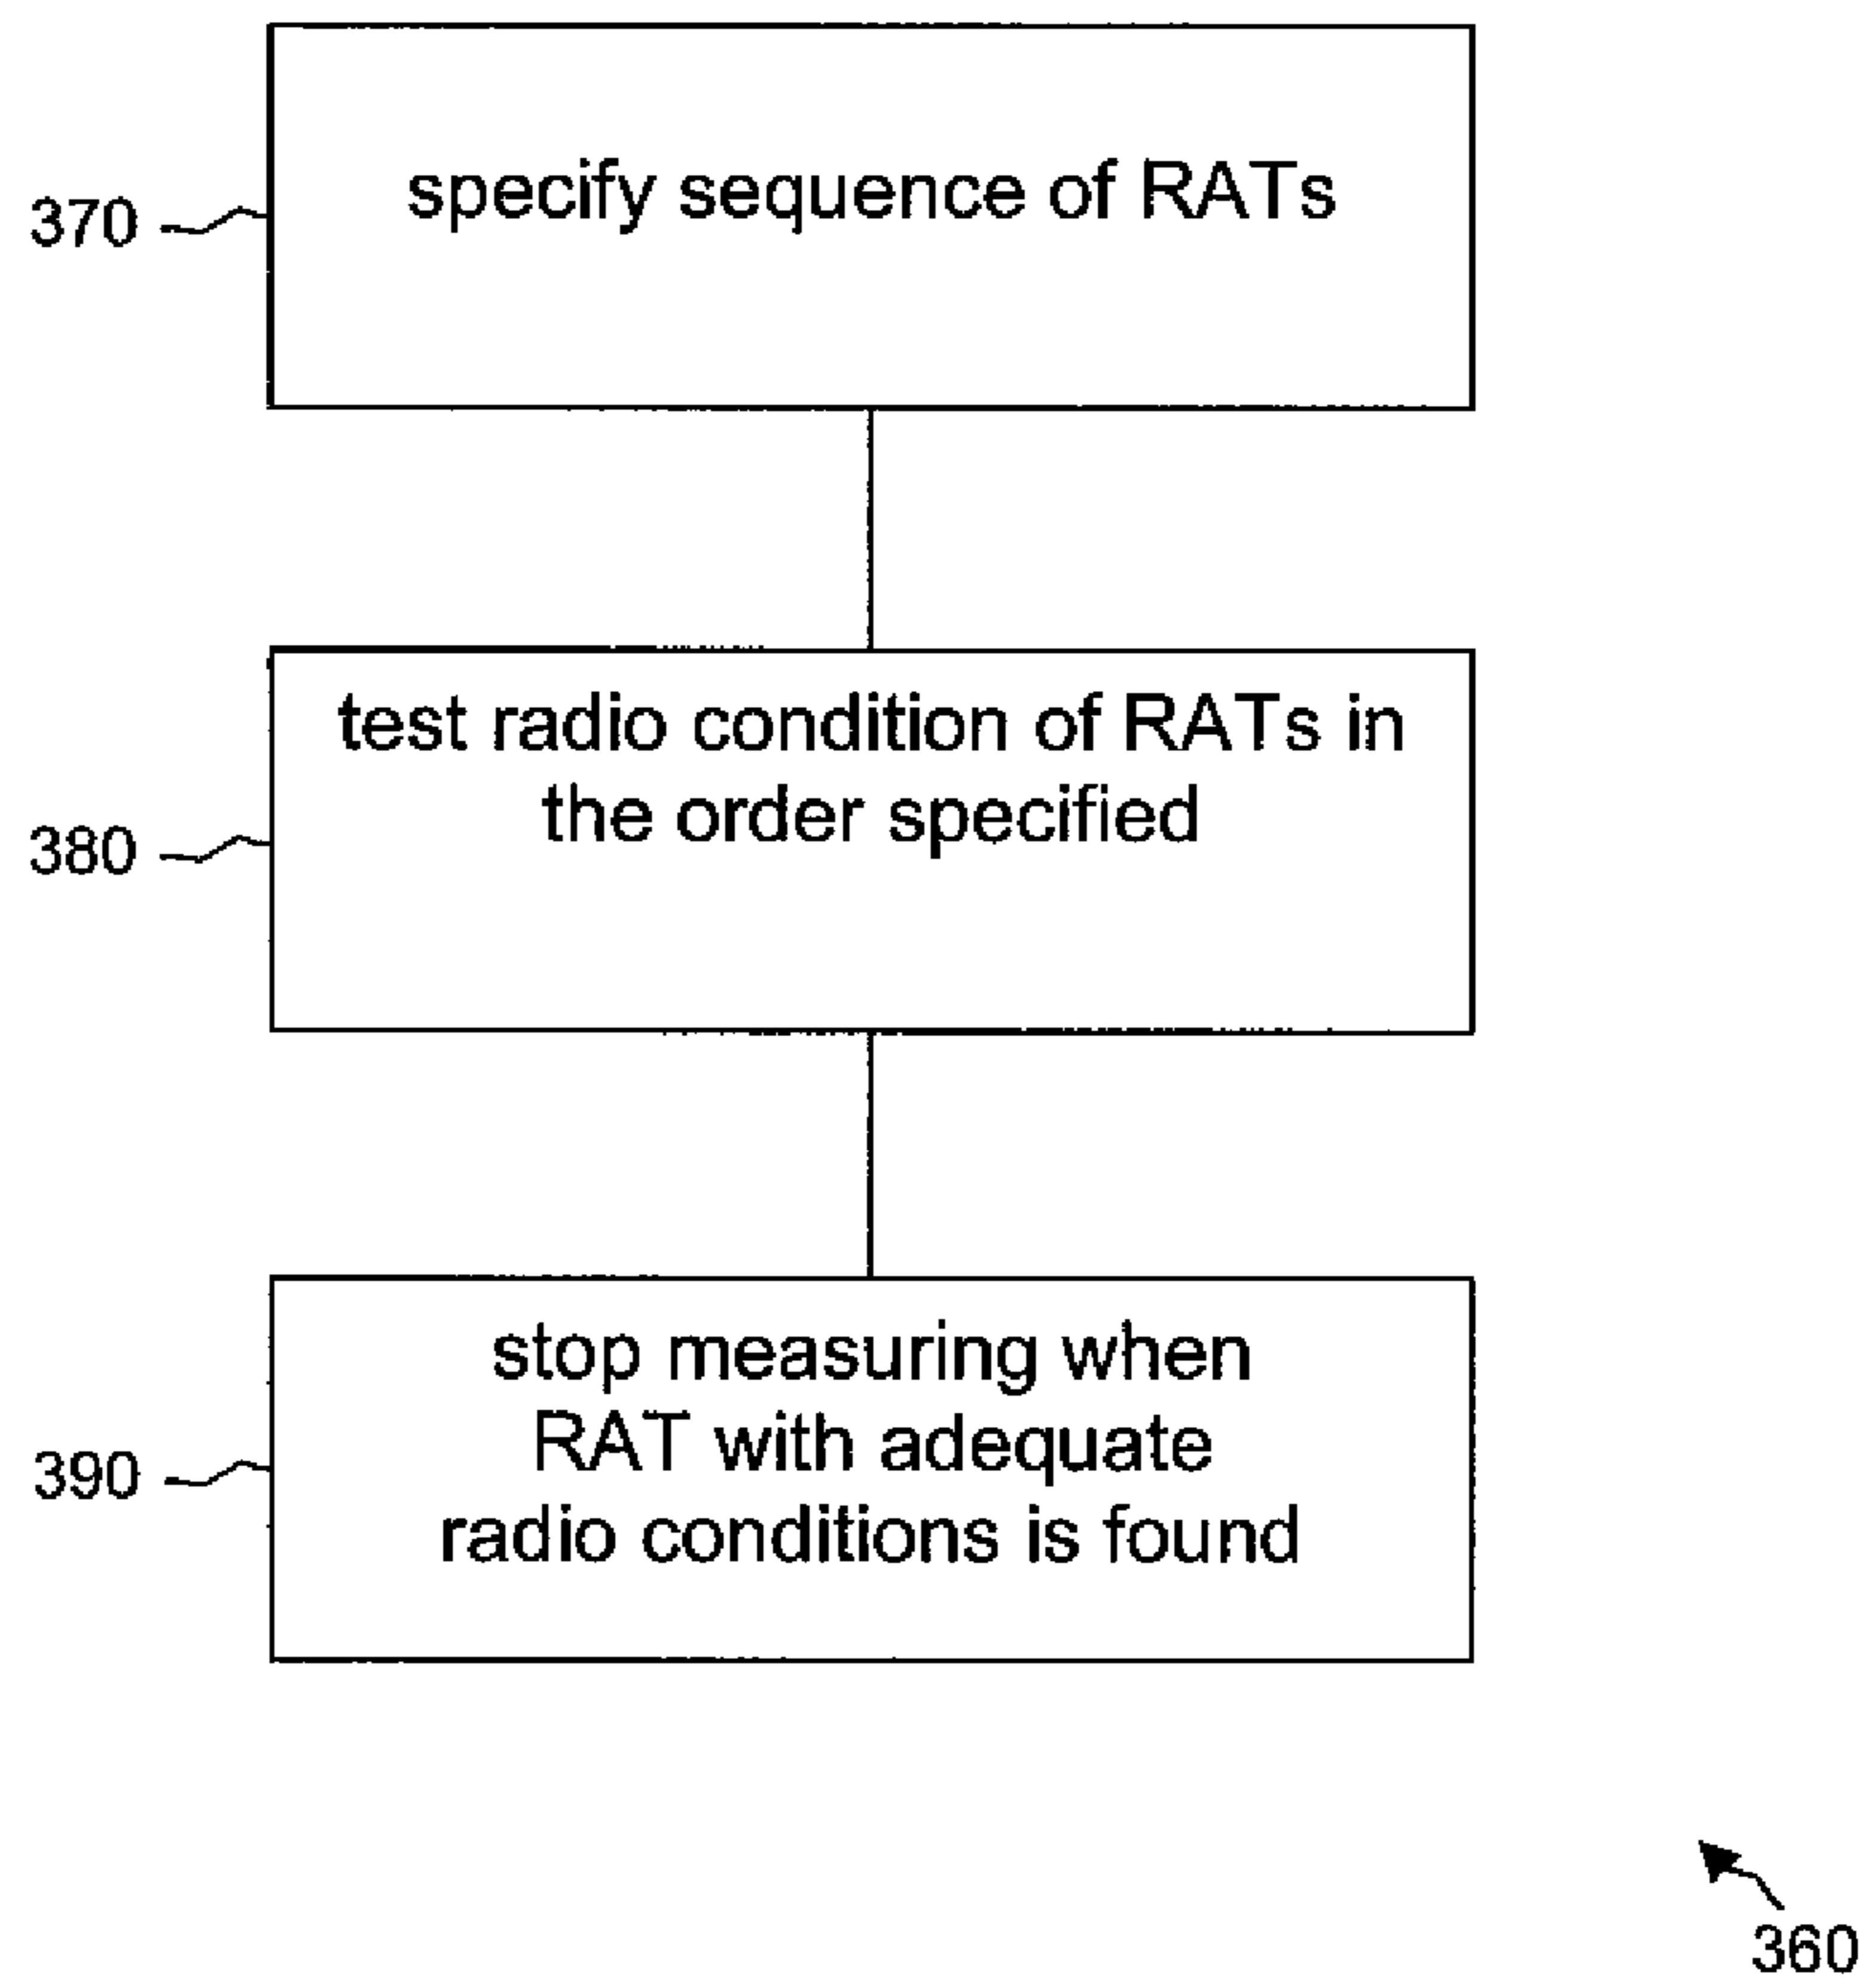 specify sequence of RATs
370
test radio condition of RATs in
the order specified
380
stop measuring when
RAT with adequate
radio conditions is found
390
360